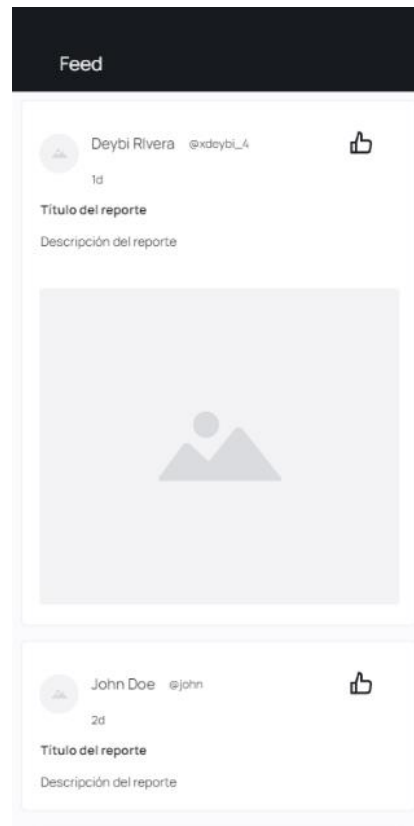 Feed
Deybi RIvera @xdeybi_4
1d
Título del reporte
Descripción del reporte
John Doe @john
2d
Título del reporte
Descripción del reporte